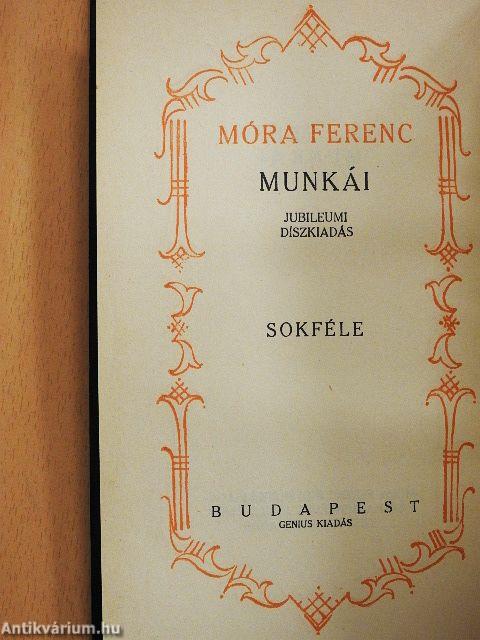 MÓRA FERENC
MUNKÁI
JUBILEUMI
DÍSZKIADÁS
SOKFÉLE
BUDAPEST
GENIUS KIADÁS
Antikvárium.hu